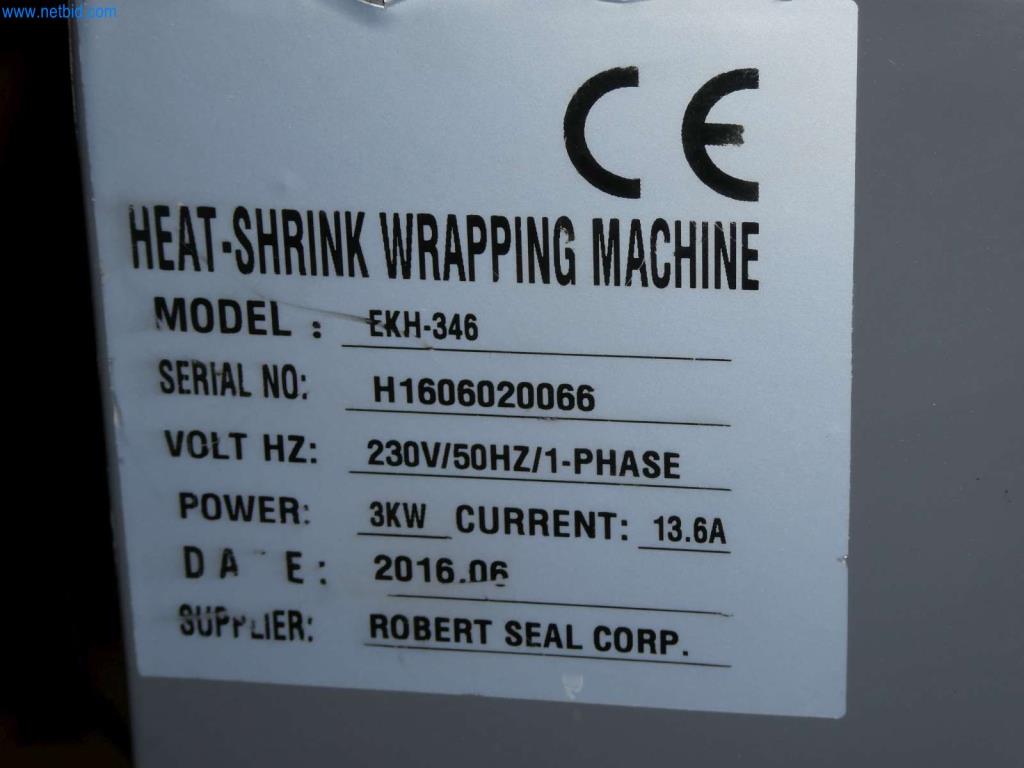 www.netbid.com
CE
HEAT-SHRINK WRAPPING MACHINE
MODEL : EKH-346
SERIAL NO: H1606020066
VOLT HZ: 230V/50HZ/1-PHASE
POWER: 3KW CURRENT: 13.6A
DATE: 2016.06
SUPPLIER: ROBERT SEAL CORP.